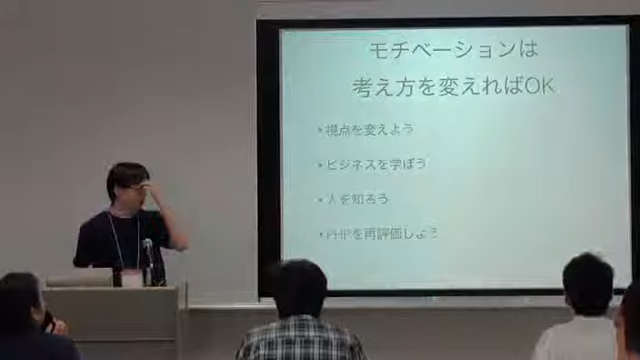 モチベーションは
考え方を変えればOK
• 視点を変えよう
• ビジネスを学ぼう
• 人を知ろう
• PHPを再評価しよう